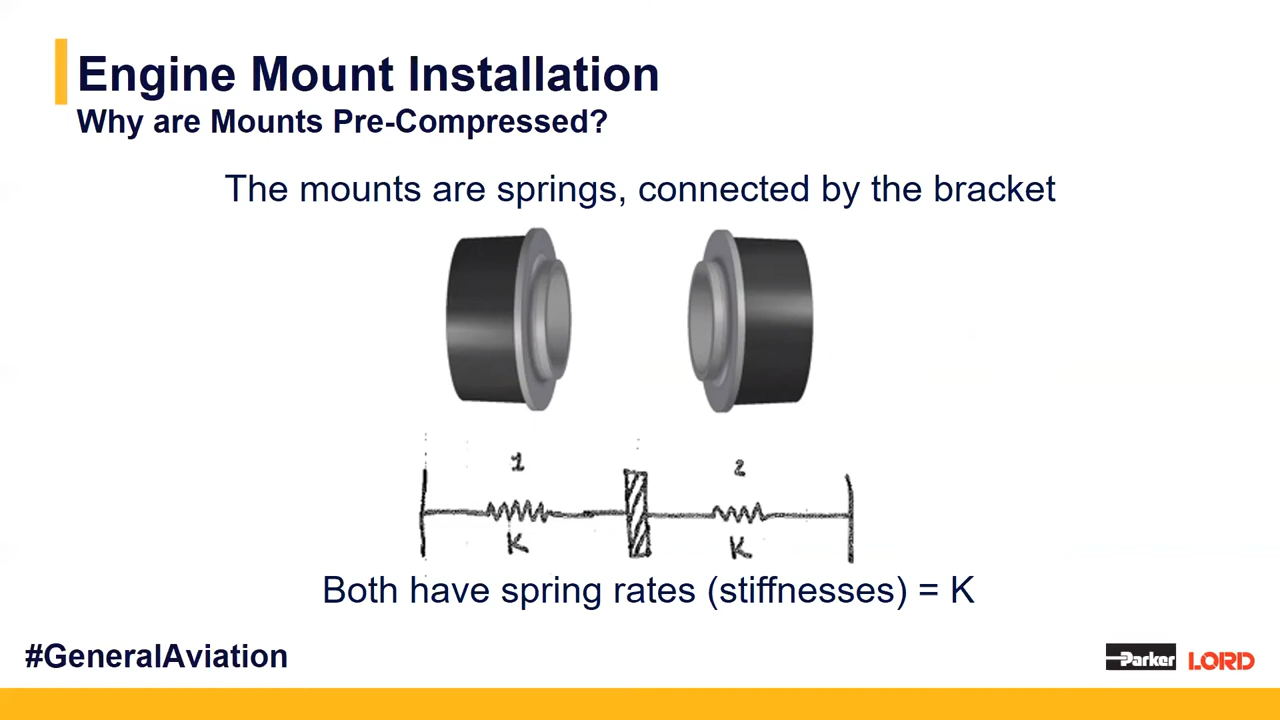 Engine Mount Installation
Why are Mounts Pre-Compressed?
The mounts are springs, connected by the bracket
1 2
K K
Both have spring rates (stiffnesses) = K
#GeneralAviation
Parker LORD